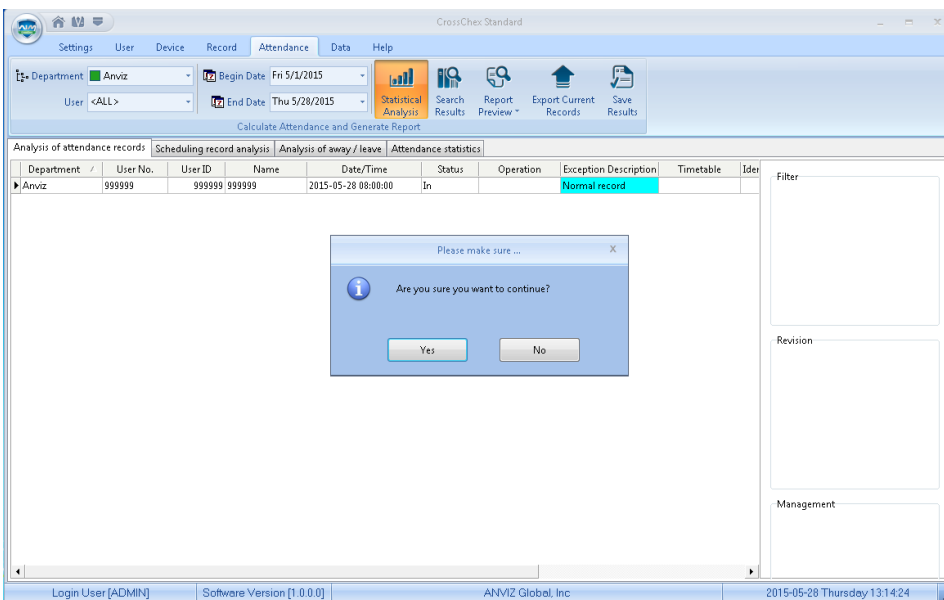 CrossChex Standard
Settings User Device Record Attendance Data Help
Department Anviz Begin Date Fri 5/1/2015
User <ALL> End Date Thu 5/28/2015
Statistical Analysis Search Results Report Preview Export Current Records Save Results
Calculate Attendance and Generate Report
Analysis of attendance records Scheduling record analysis Analysis of away / leave Attendance statistics
Department User No. User ID Name Date/Time Status Operation Exception Description Timetable Iden
Anviz 999999 999999 999999 2015-05-28 08:00:00 In Normal record
Filter
Please make sure ...
Are you sure you want to continue?
Yes No
Revision
Management
Login User [ADMIN] Software Version [1.0.0.0] ANVIZ Global, Inc 2015-05-28 Thursday 13:14:24